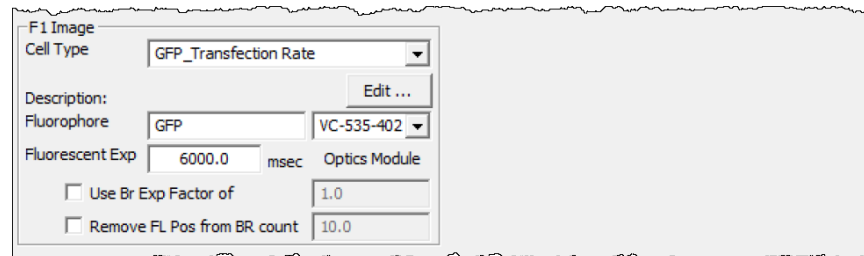 F1 Image
Cell Type GFP_Transfection Rate
Edit ...
Description:
Fluorophore GFP VC-535-402
Fluorescent Exp 6000.0 msec Optics Module
Use Br Exp Factor of 1.0
Remove FL Pos from BR count 10.0